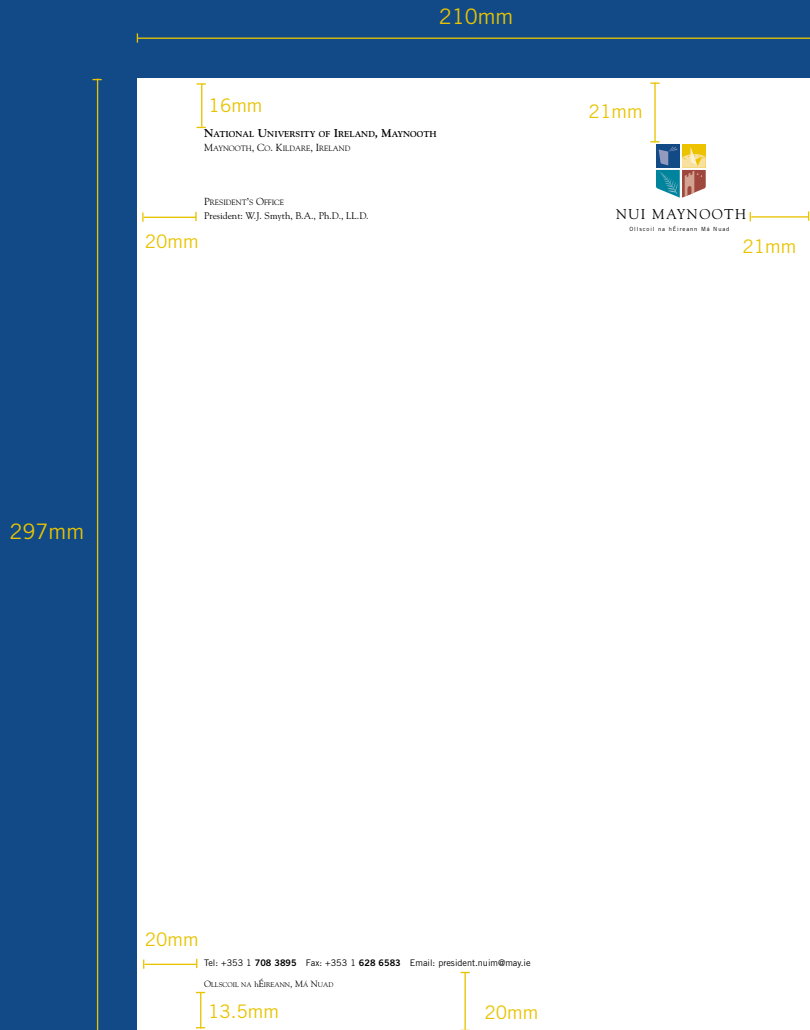 210mm
16mm
21mm
National University of Ireland, Maynooth
Maynooth, Co. Kildare, Ireland
President's Office
President: W.J. Smyth, B.A., Ph.D., LL.D.
NUI MAYNOOTH
Ollscoil na hÉireann Má Nuad
20mm
21mm
297mm
20mm
Tel: +353 1 708 3895 Fax: +353 1 628 6583 Email: president.nuim@may.ie
Ollscoil na hÉireann, Má Nuad
13.5mm
20mm